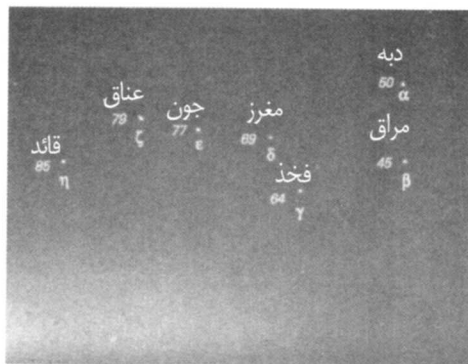 دبه
50
α
عناق
79
ζ
جون
77
ε
مغرز
69
δ
مراق
45
β
قائد
85
η
فخذ
64
γ